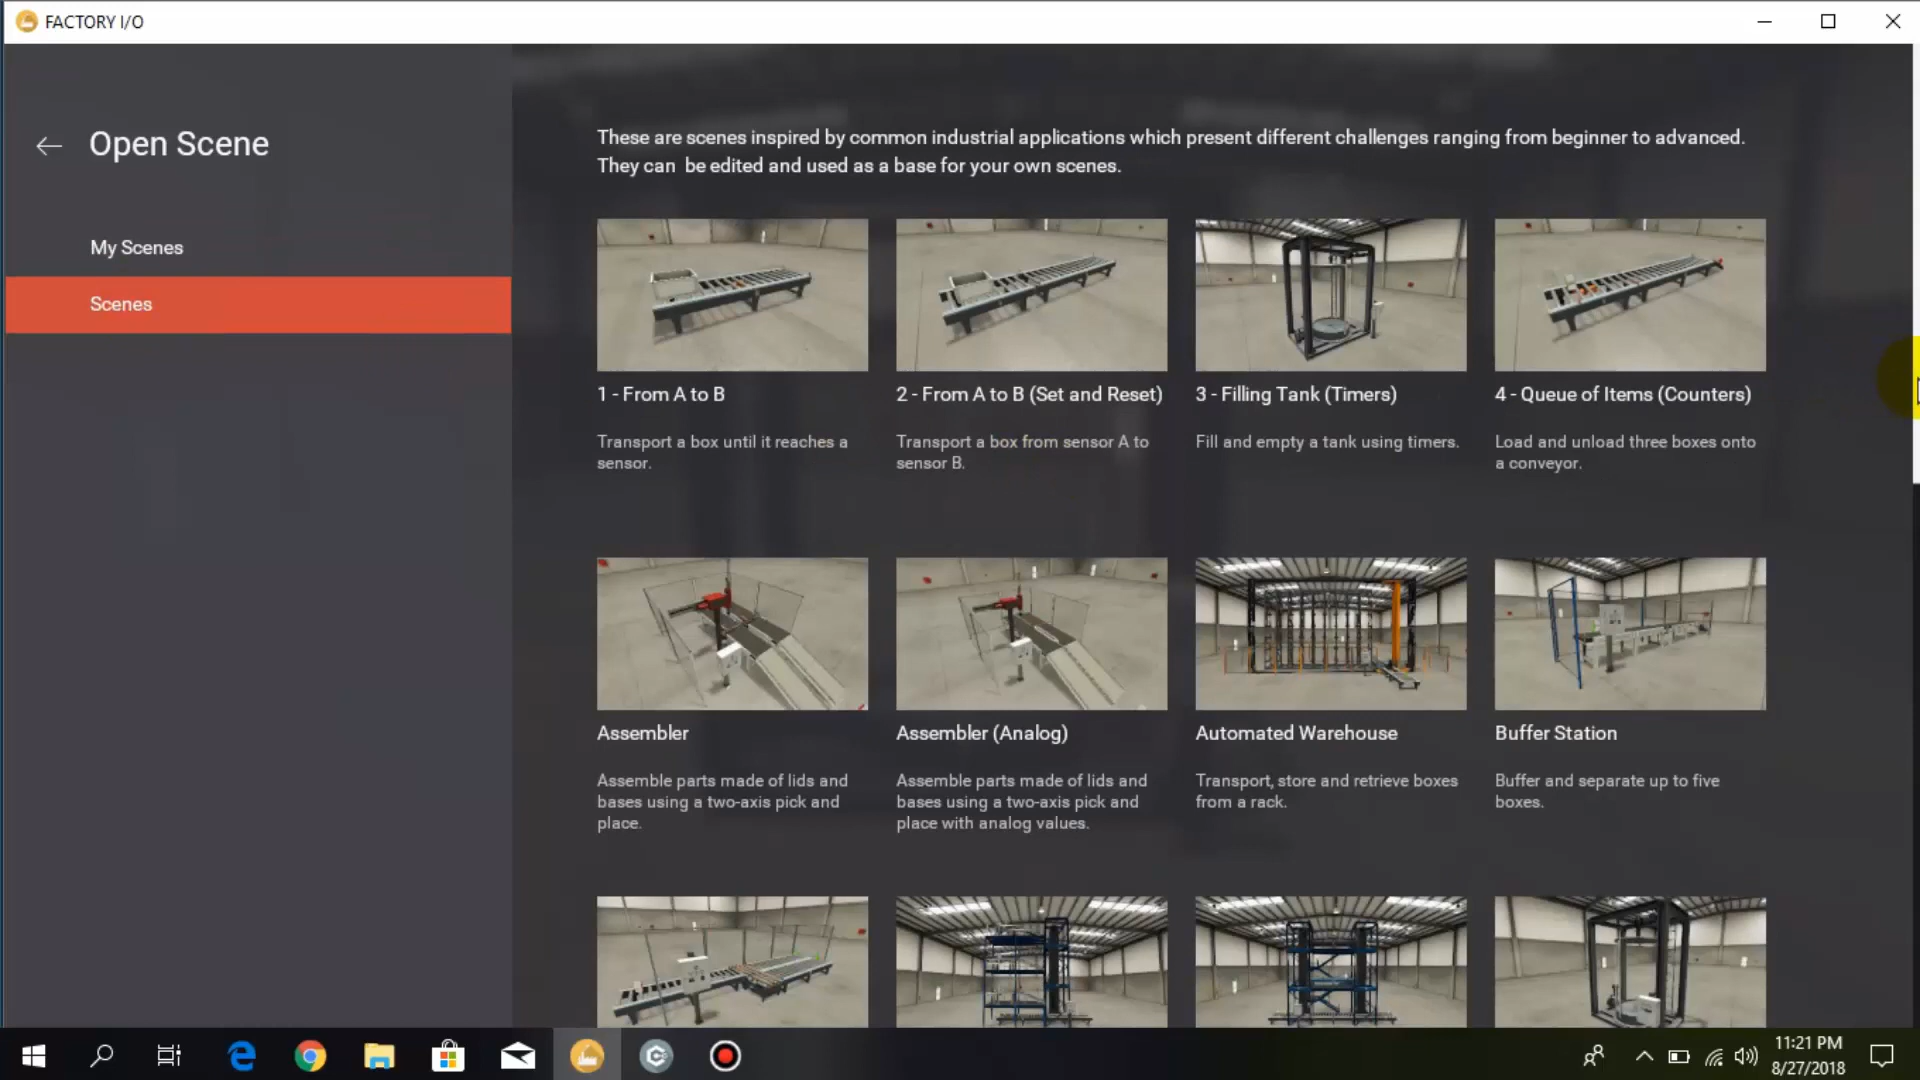 FACTORY I/O
Open Scene
My Scenes
Scenes
These are scenes inspired by common industrial applications which present different challenges ranging from beginner to advanced.
They can be edited and used as a base for your own scenes.
1 - From A to B
Transport a box until it reaches a
sensor.
2 - From A to B (Set and Reset)
Transport a box from sensor A to
sensor B.
3 - Filling Tank (Timers)
Fill and empty a tank using timers.
4 - Queue of Items (Counters)
Load and unload three boxes onto
a conveyor.
Assembler
Assemble parts made of lids and
bases using a two-axis pick and
place.
Assembler (Analog)
Assemble parts made of lids and
bases using a two-axis pick and
place with analog values.
Automated Warehouse
Transport, store and retrieve boxes
from a rack.
Buffer Station
Buffer and separate up to five
boxes.
11:21 PM
8/27/2018